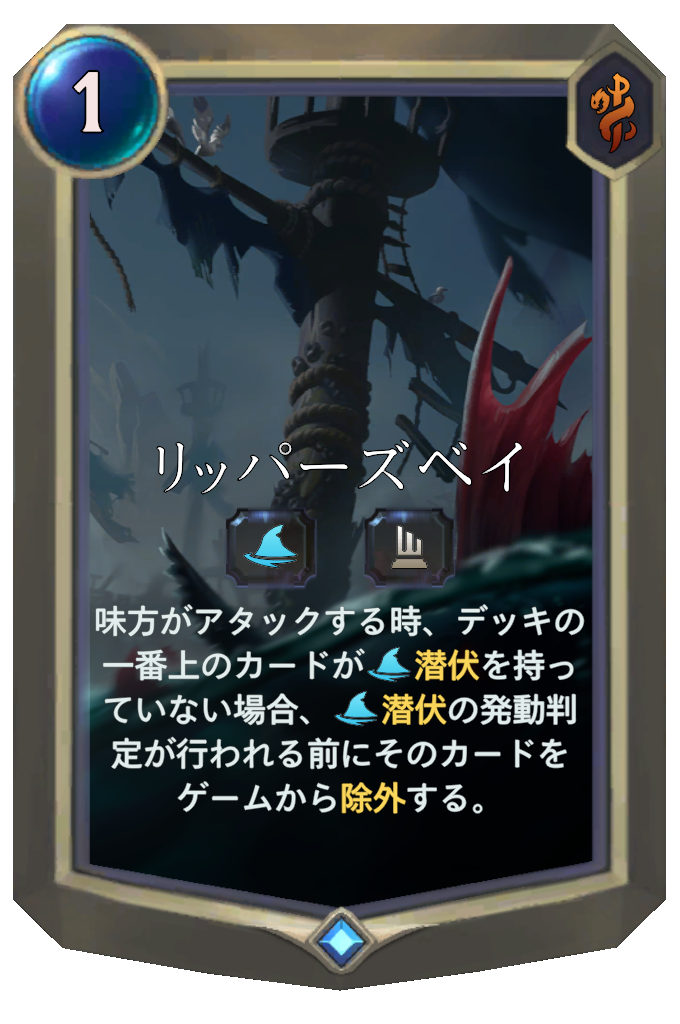 1
リッパーズベイ
味方がアタックする時、デッキの
一番上のカードが潜伏を持っ
ていない場合、潜伏の発動判
定が行われる前にそのカードを
ゲームから除外する。